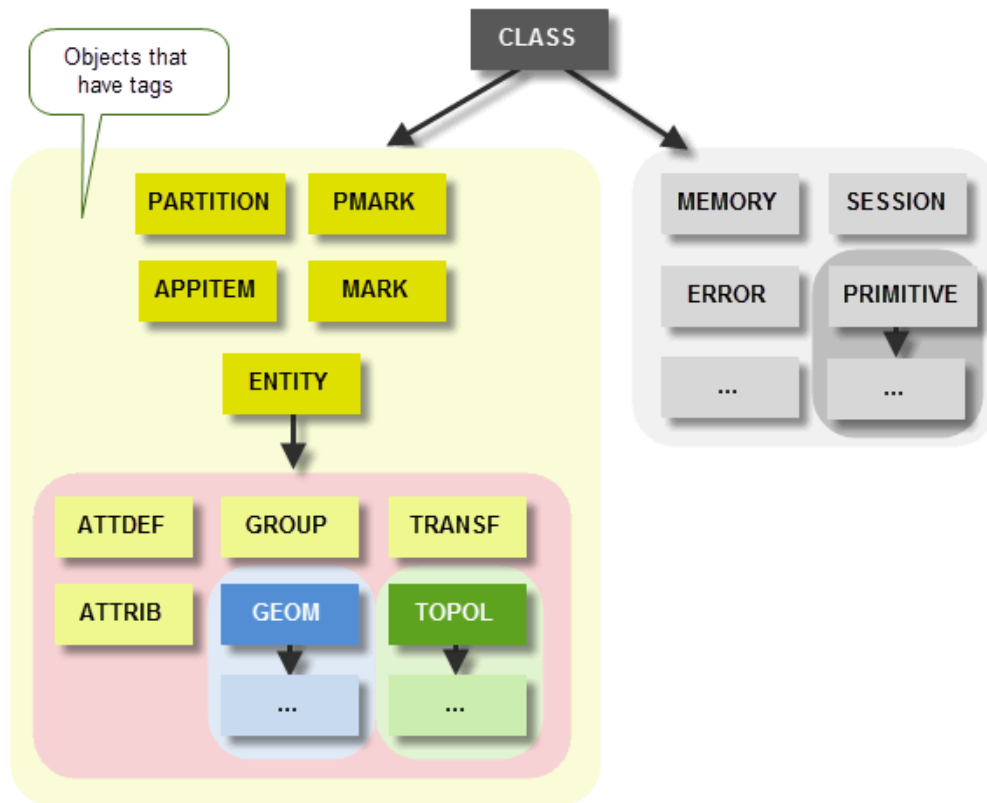 CLASS
Objects that
have tags
PARTITION PMARK
MEMORY SESSION
APPITEM MARK
ERROR PRIMITIVE
ENTITY
... ...
ATTDEF GROUP TRANSF
ATTRIB GEOM TOPOL
... ...